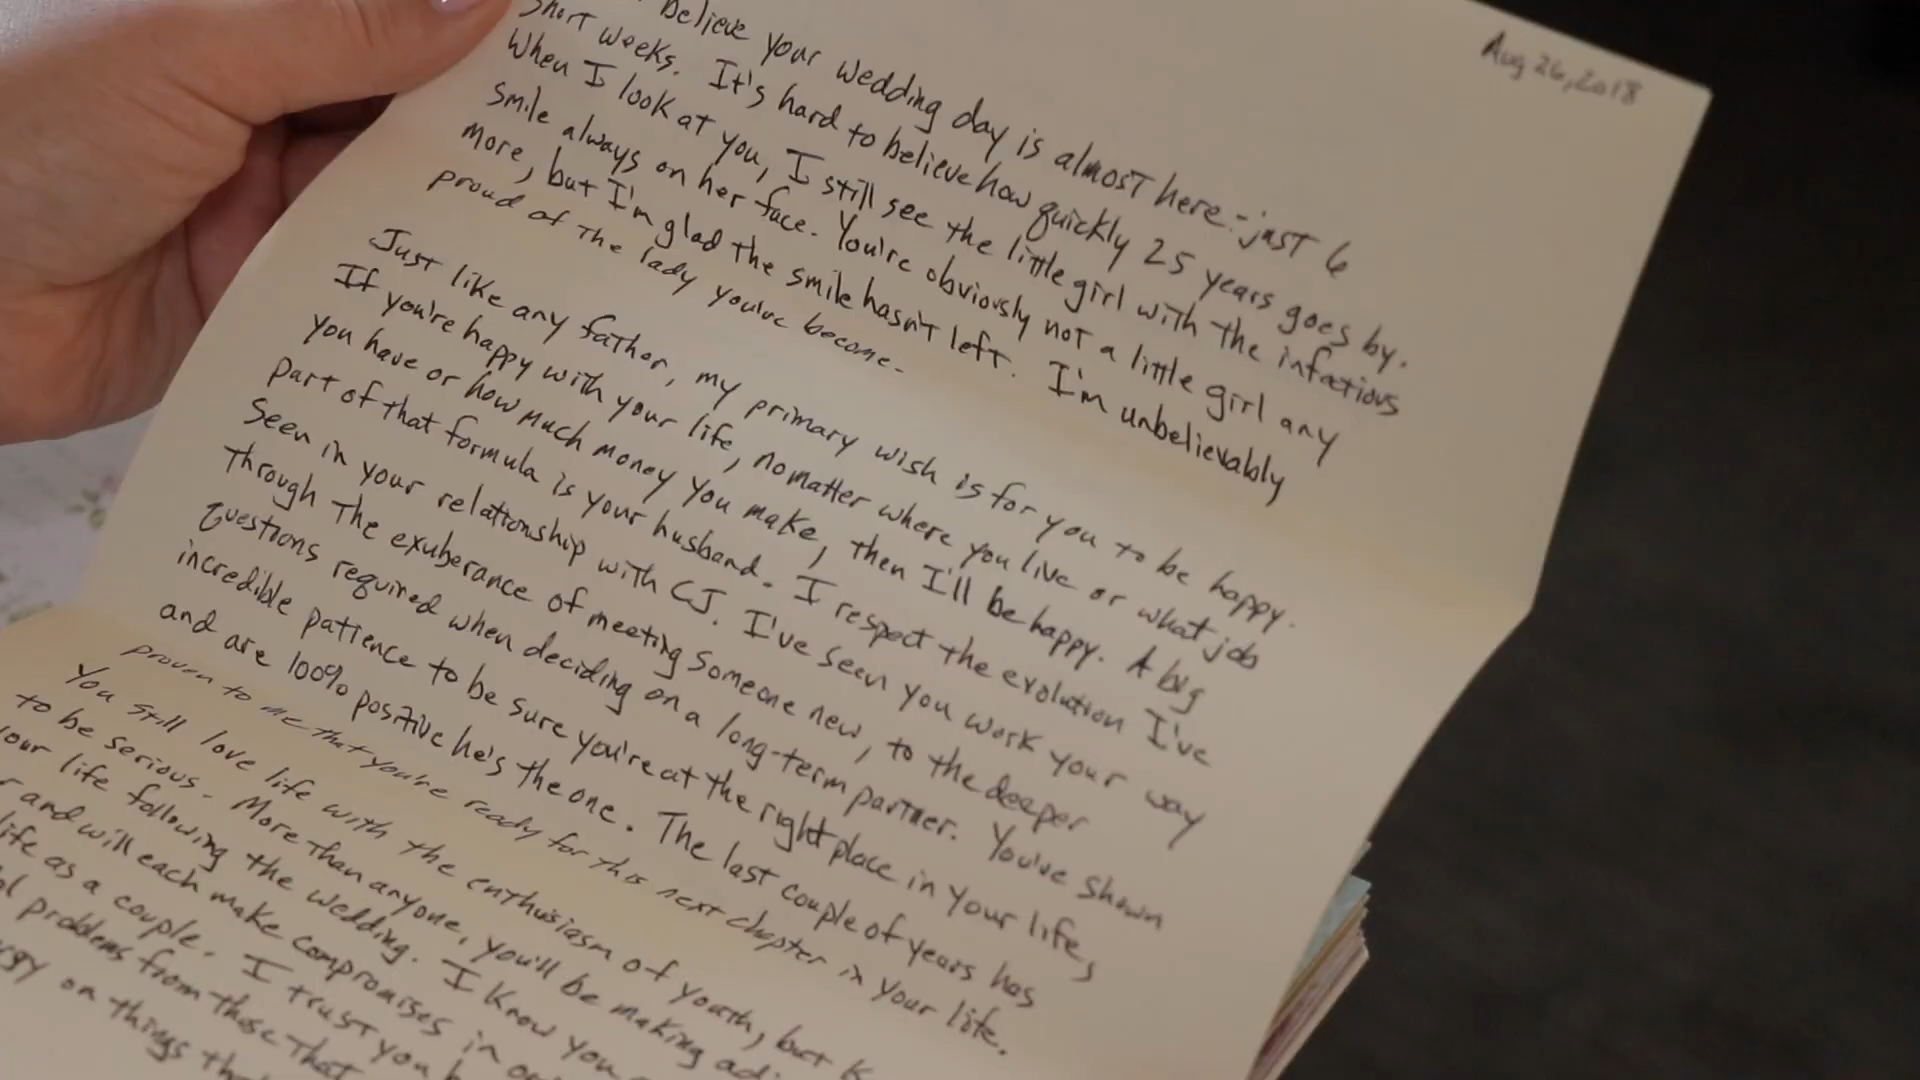 Aug 26, 2018
believe your wedding day is almost here - just 6
short weeks. It's hard to believe how quickly 25 years goes by.
When I look at you, I still see the little girl with the infectious
smile always on her face. You're obviously not a little girl any
more, but I'm glad the smile hasn't left. I'm unbelievably
proud of the lady you've become.
Just like any father, my primary wish is for you to be happy.
If you're happy with your life, no matter where you live or what job
you have or how much money you make, then I'll be happy. A big
part of that formula is your husband. I respect the evolution I've
seen in your relationship with CJ. I've seen you work your way
through the exuberance of meeting someone new, to the deeper
questions required when deciding on a long-term partner. You've shown
incredible patience to be sure you're at the right place in your life,
and are 100% positive he's the one. The last couple of years has
proven to me that you're ready for this next chapter in your life.
You still love life with the enthusiasm of youth, but
to be serious. More than anyone, you'll be making
your life following the wedding. I know you
and will each make compromises in
life as a couple. I trust you
problems from those that
on things